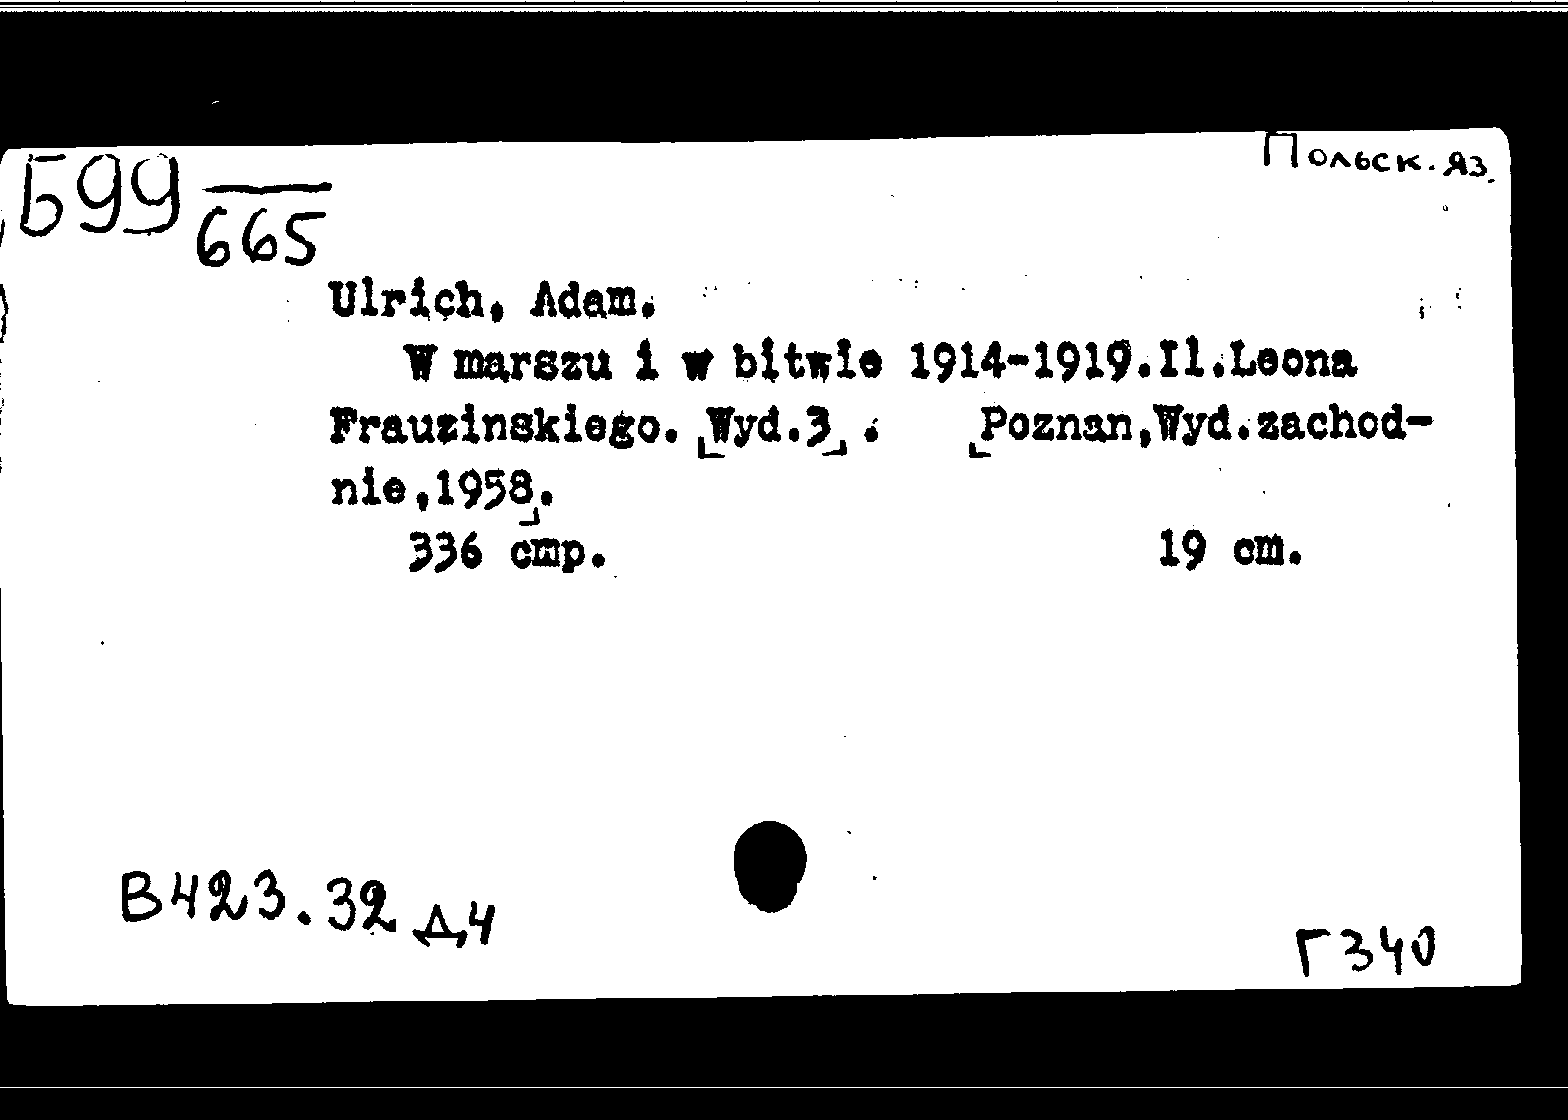 Польск. яз.
Б99
665
Ulrich, Adam.
W marszu i w bitwie 1914-1919.Il.Leona
Frauzinskiego. [Wyd.3]. [Poznan,Wyd.zachod-
nie,1958].
336 стр. 19 см.
В423.32 д4
Г340